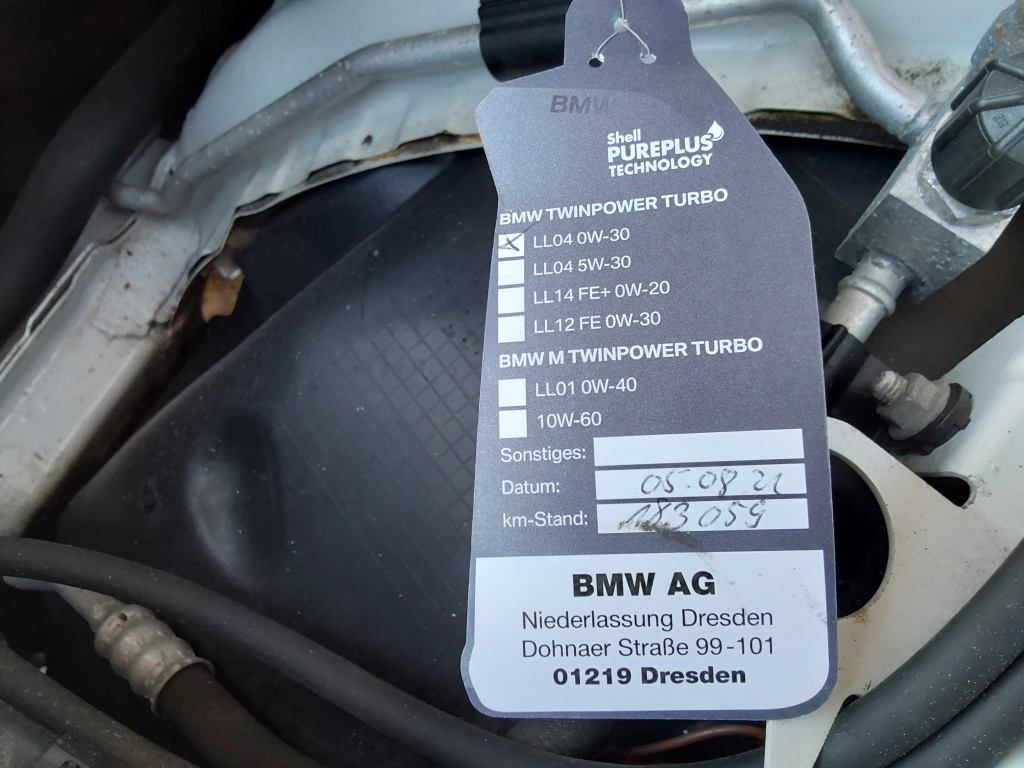 BMW
Shell
PUREPLUS
TECHNOLOGY
BMW TWINPOWER TURBO
LL04 0W-30
LL04 5W-30
LL14 FE+ 0W-20
LL12 FE 0W-30
BMW M TWINPOWER TURBO
LL01 0W-40
10W-60
Sonstiges:
Datum: 05.08.21
km-Stand: 183059
BMW AG
Niederlassung Dresden
Dohnaer Straße 99-101
01219 Dresden